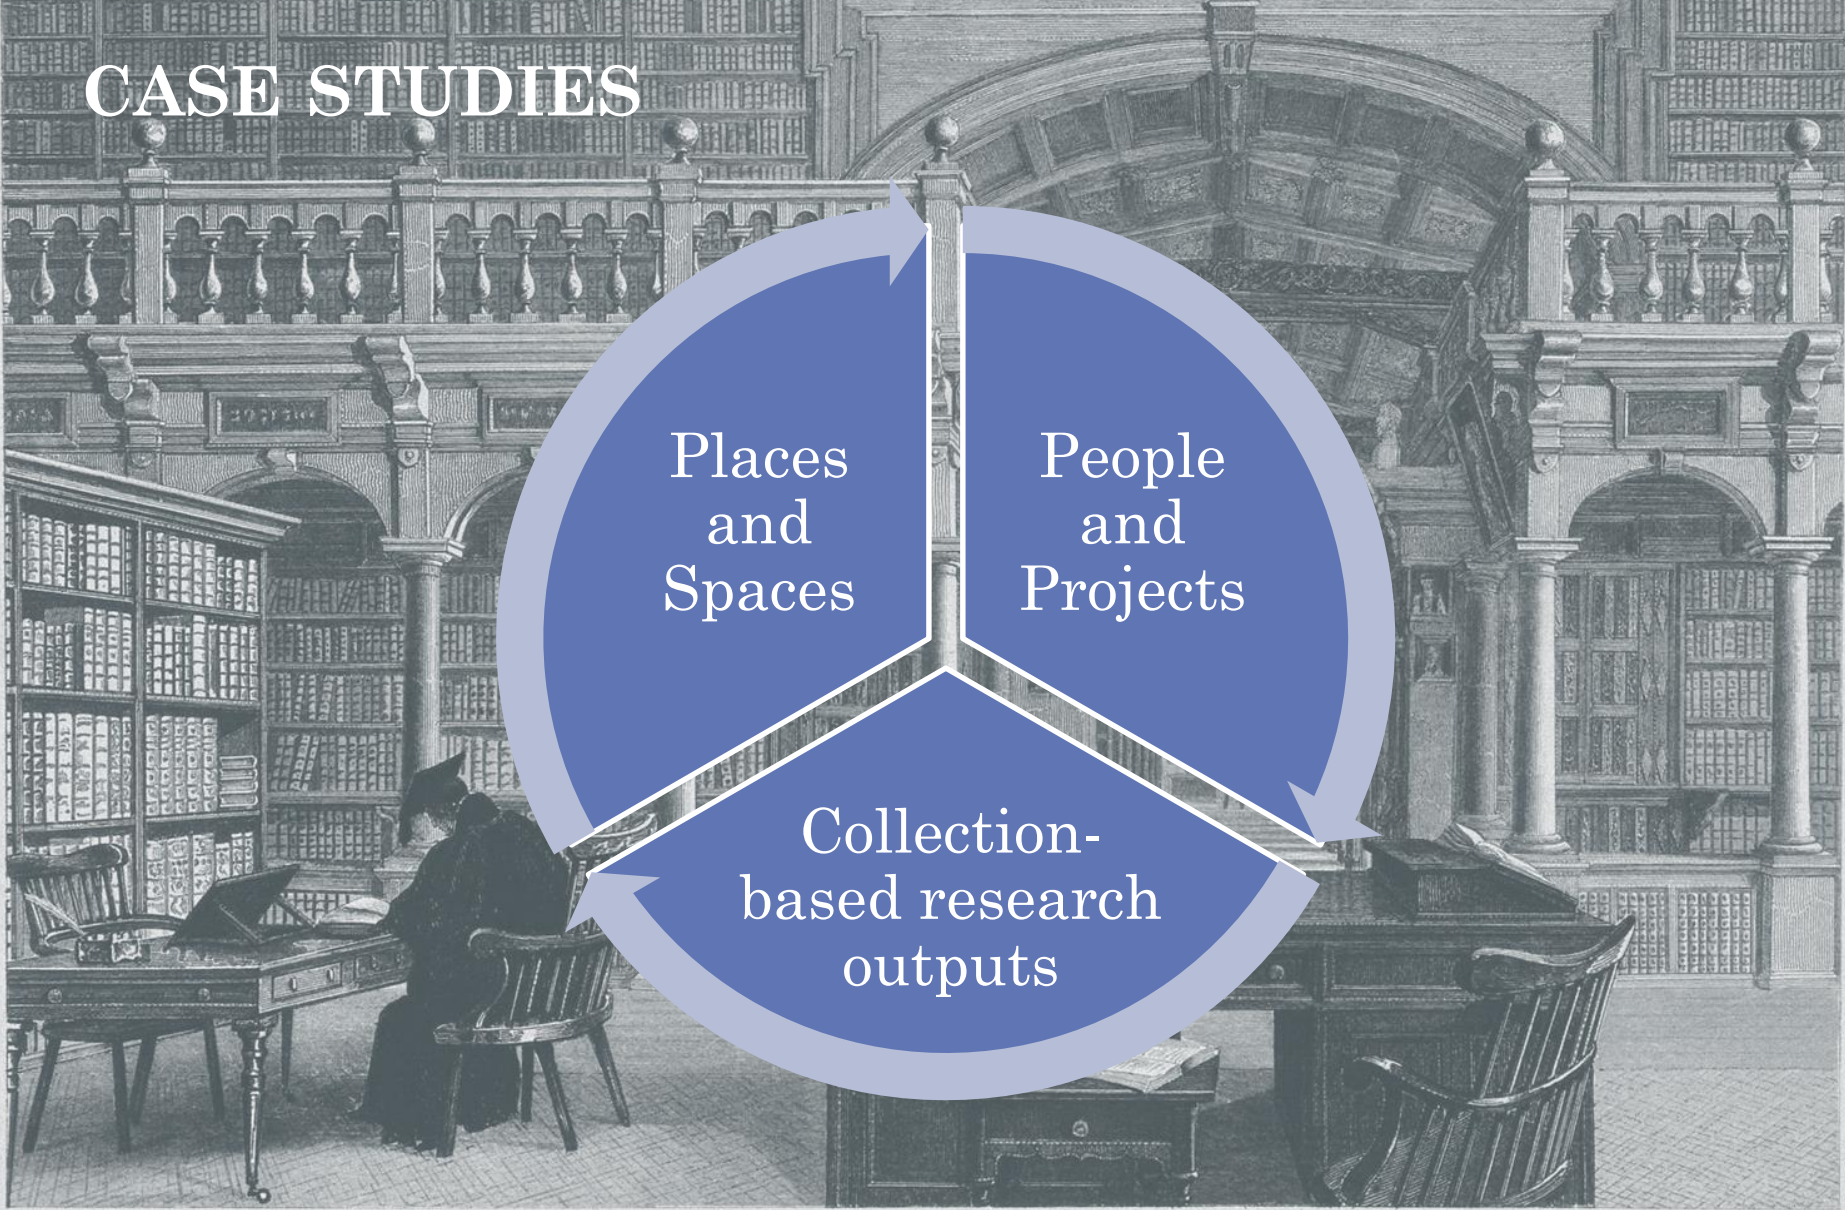 CASE STUDIES
Places
and
Spaces
People
and
Projects
Collection-
based research
outputs